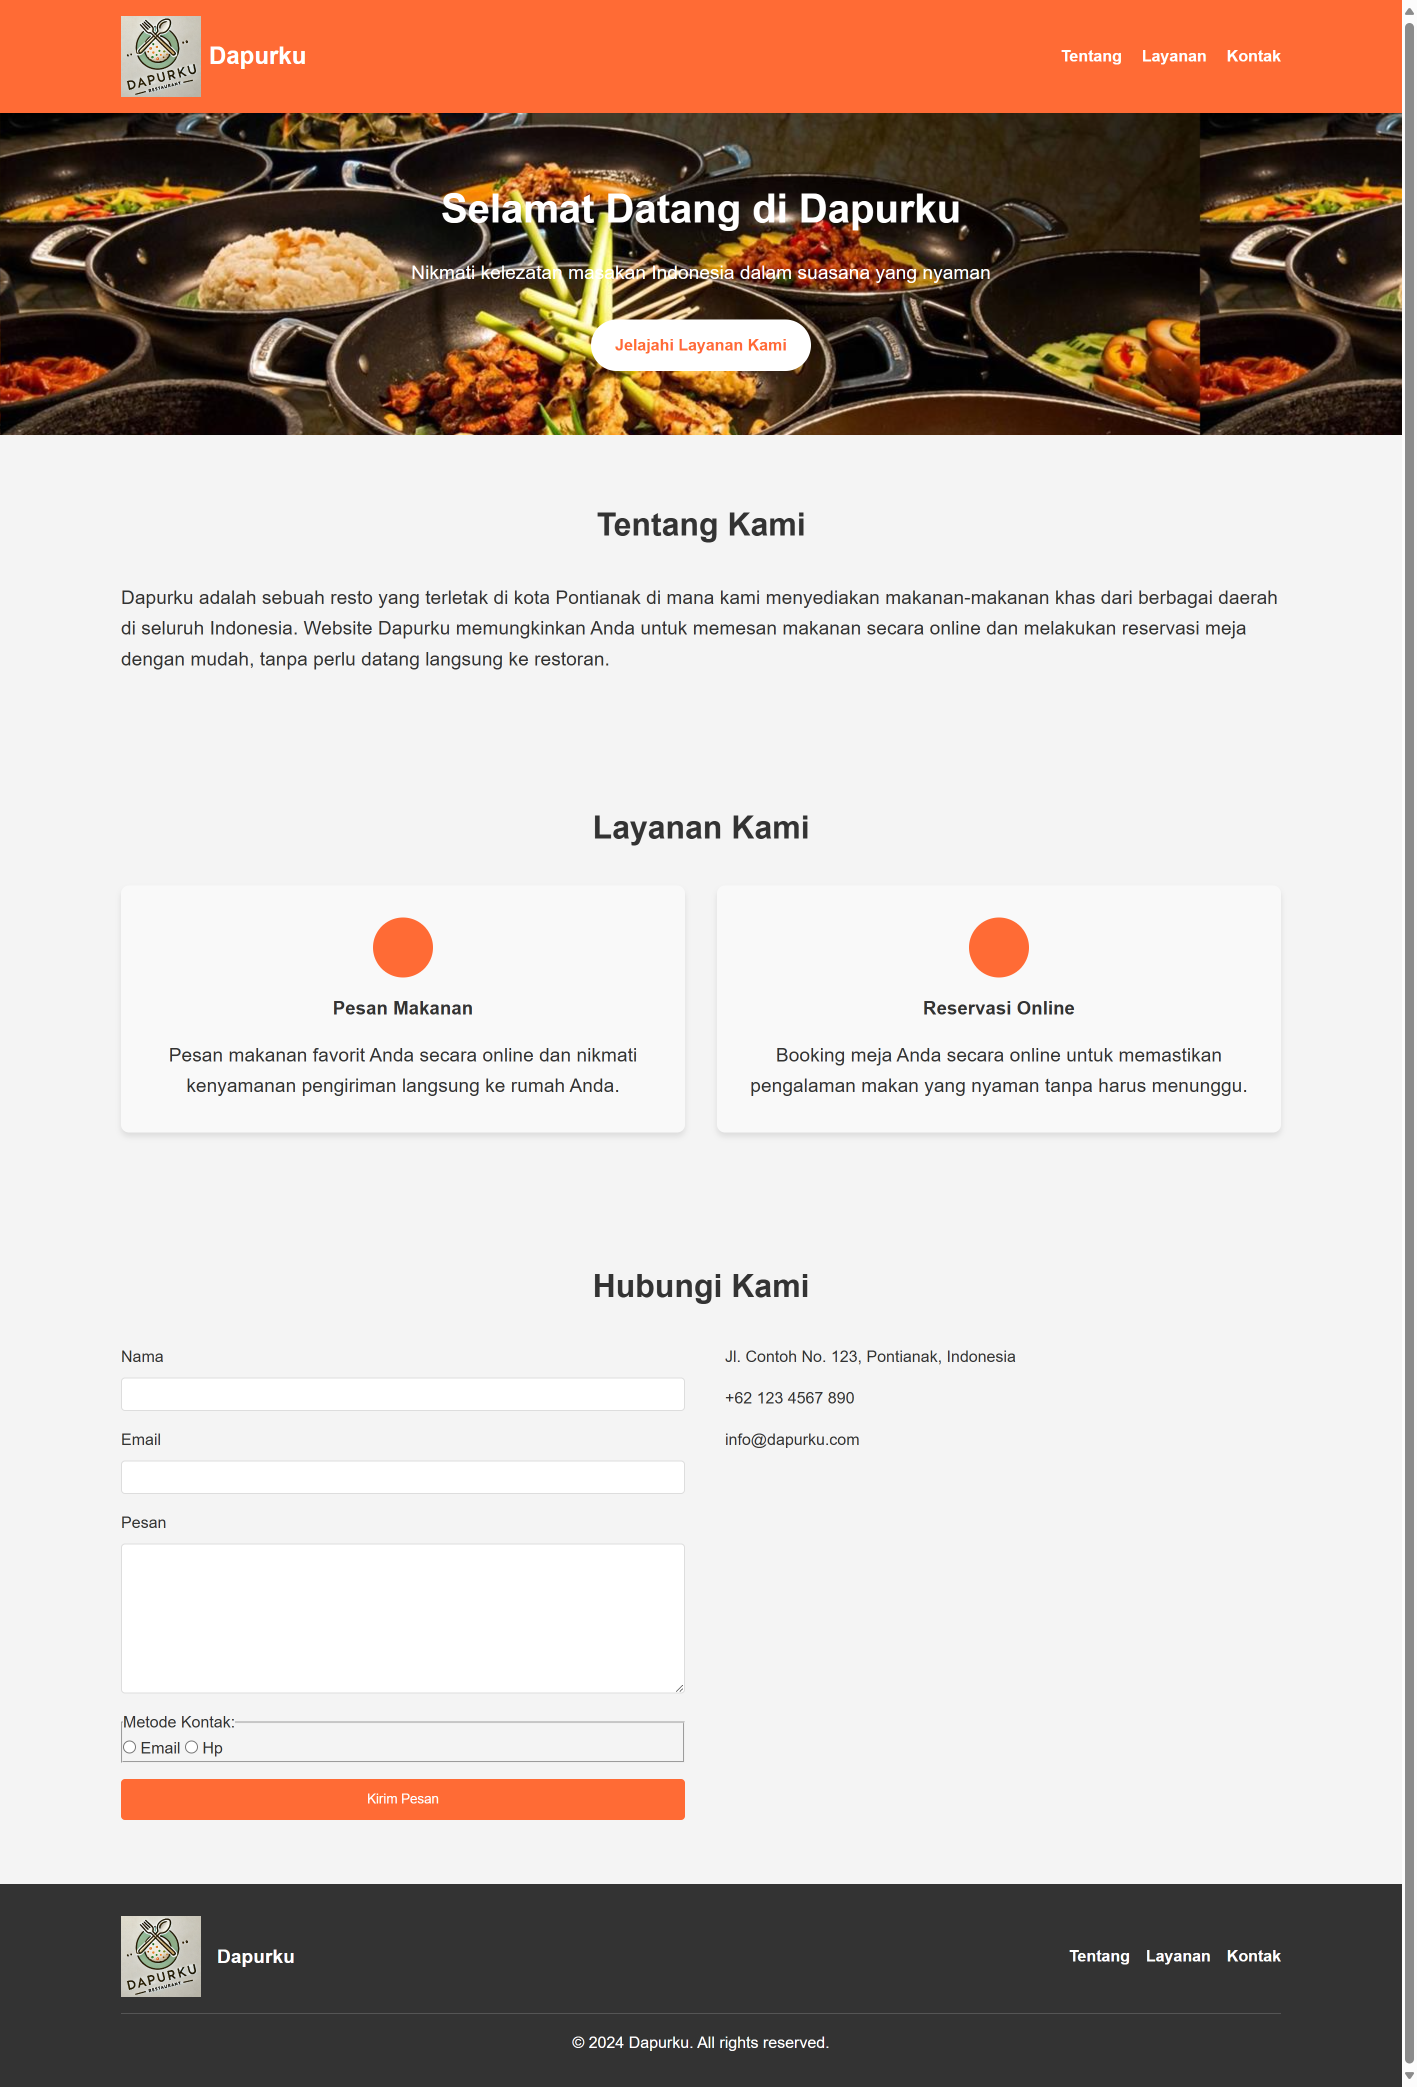 DAPURKU
RESTAURANT
Dapurku
Tentang Layanan Kontak
Selamat Datang di Dapurku
Nikmati kelezatan masakan Indonesia dalam suasana yang nyaman
Jelajahi Layanan Kami
Tentang Kami
Dapurku adalah sebuah resto yang terletak di kota Pontianak di mana kami menyediakan makanan-makanan khas dari berbagai daerah
di seluruh Indonesia. Website Dapurku memungkinkan Anda untuk memesan makanan secara online dan melakukan reservasi meja
dengan mudah, tanpa perlu datang langsung ke restoran.
Layanan Kami
Pesan Makanan
Pesan makanan favorit Anda secara online dan nikmati
kenyamanan pengiriman langsung ke rumah Anda.
Reservasi Online
Booking meja Anda secara online untuk memastikan
pengalaman makan yang nyaman tanpa harus menunggu.
Hubungi Kami
Nama
Email
Pesan
Metode Kontak:
Email Hp
Kirim Pesan
Jl. Contoh No. 123, Pontianak, Indonesia
+62 123 4567 890
info@dapurku.com
DAPURKU
RESTAURANT
Dapurku
Tentang Layanan Kontak
© 2024 Dapurku. All rights reserved.